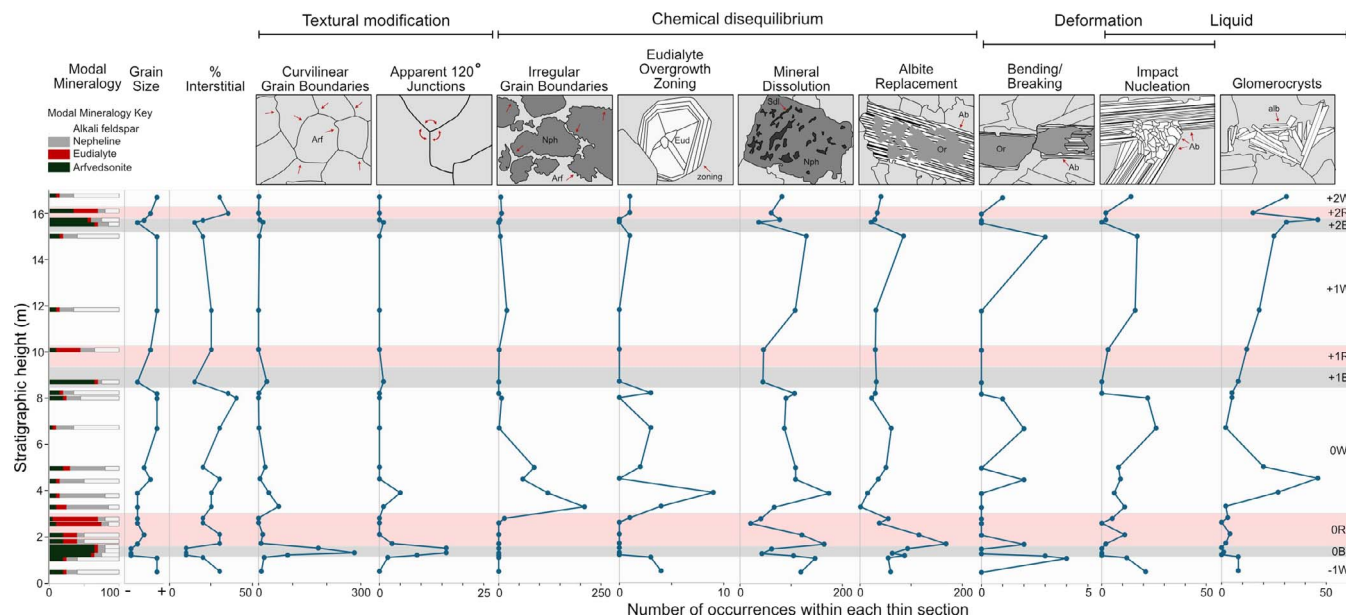 Textural modification
Chemical disequilibrium
Deformation
Liquid
Modal Mineralogy
Grain Size
% Interstitial
Curvilinear Grain Boundaries
Apparent 120° Junctions
Irregular Grain Boundaries
Eudialyte Overgrowth Zoning
Mineral Dissolution
Albite Replacement
Bending/ Breaking
Impact Nucleation
Glomerocrysts
Modal Mineralogy Key
Alkali feldspar
Nepheline
Eudialyte
Arfvedsonite
Arf
Nph
Arf
Eud
zoning
Sdl
Nph
Ab
Or
Or
Ab
Ab
alb
Stratigraphic height (m)
16
14
12
10
8
6
4
2
0
+2W
+2R
+2B
+1W
+1R
+1B
0W
0R
0B
-1W
0 100
- +
0 50
0 300
0 25
0 250
0 10
0 200
0 200
0 5
0 50
0 50
Number of occurrences within each thin section